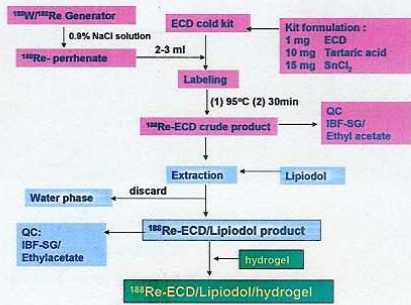 ¹⁸⁸W/¹⁸⁸Re Generator
0.9% NaCl solution
¹⁸⁸Re- perrhenate
2-3 ml
ECD cold kit
Kit formulation :
1 mg ECD
10 mg Tartaric acid
15 mg SnCl₂
Labeling
(1) 95°C (2) 30min
¹⁸⁸Re-ECD crude product
QC
IBF-SG/
Ethyl acetate
Extraction
Lipiodol
Water phase
discard
¹⁸⁸Re-ECD/Lipiodol product
QC:
IBF-SG/
Ethylacetate
hydrogel
¹⁸⁸Re-ECD/Lipiodol/hydrogel